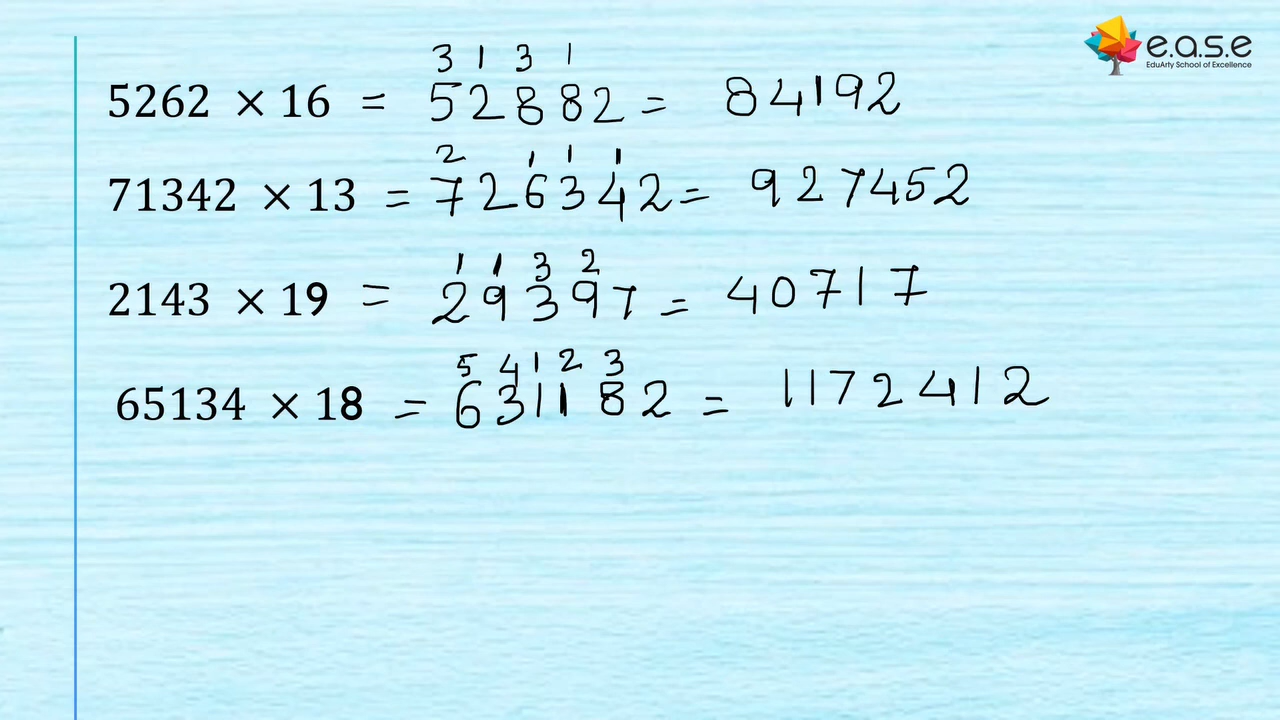 e.a.s.e
EduArty School of Excellence
3 1 3 1
5262 × 16 = 52882 = 84192
2 1 1 1
71342 × 13 = 726342 = 927452
1 1 3 2
2143 × 19 = 29397 = 40717
5 4 1 2 3
65134 × 18 = 631182 = 1172412